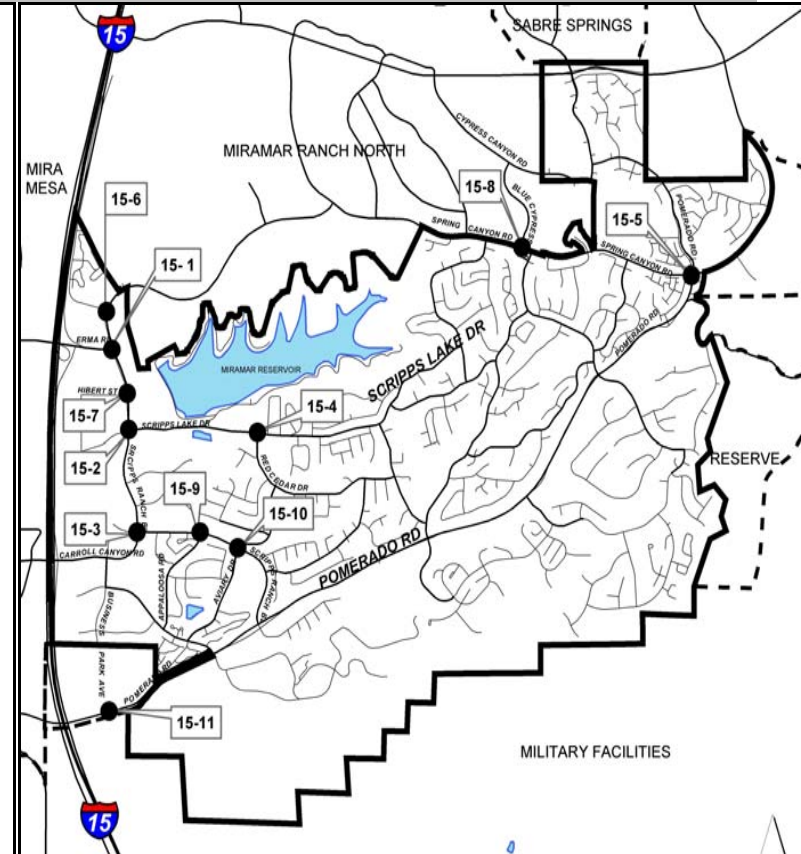 15
SABRE SPRINGS
CYPRESS CANYON RD
MIRAMAR RANCH NORTH
MIRA
MESA
15-6
15-8
BLUE CYPRESS
POMERADO RD
15-5
SPRING CANYON RD
SPRING CANYON RD
15- 1
ERMA RD
MIRAMAR RESERVOIR
POMERADO RD
SCRIPPS LAKE DR
HIBERT ST
15-7
15-4
SCRIPPS LAKE DR
15-2
RED CEDAR DR
RESERVE
SRCIPPS RANCH B
15-9
15-10
15-3
CARROLL CANYON RD
SCRIPPS RANCH BL
POMERADO RD
APPALOOSA RD
AVIARY DR
BUSINESS PARK AVE
POMERADO RD
15-11
MILITARY FACILITIES
15